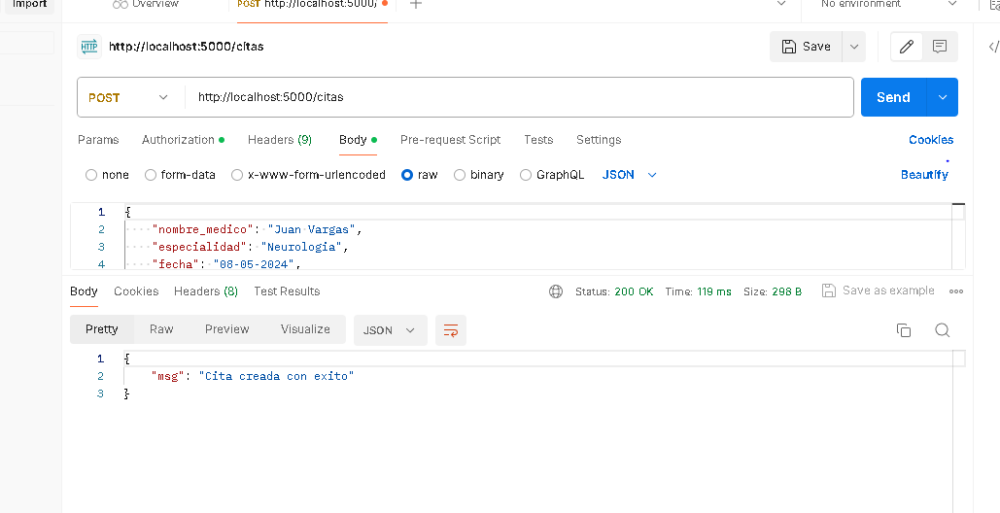 Import
Overview
POST http://localhost:5000/
No environment
HTTP http://localhost:5000/citas
Save
POST http://localhost:5000/citas
Send
Params Authorization Headers (9) Body Pre-request Script Tests Settings Cookies
none form-data x-www-form-urlencoded raw binary GraphQL JSON Beautify
1 {
2 "nombre_medico": "Juan Vargas",
3 "especialidad": "Neurologia",
4 "fecha": "08-05-2024",
Body Cookies Headers (8) Test Results Status: 200 OK Time: 119 ms Size: 298 B Save as example
Pretty Raw Preview Visualize JSON
1 {
2 "msg": "Cita creada con exito"
3 }